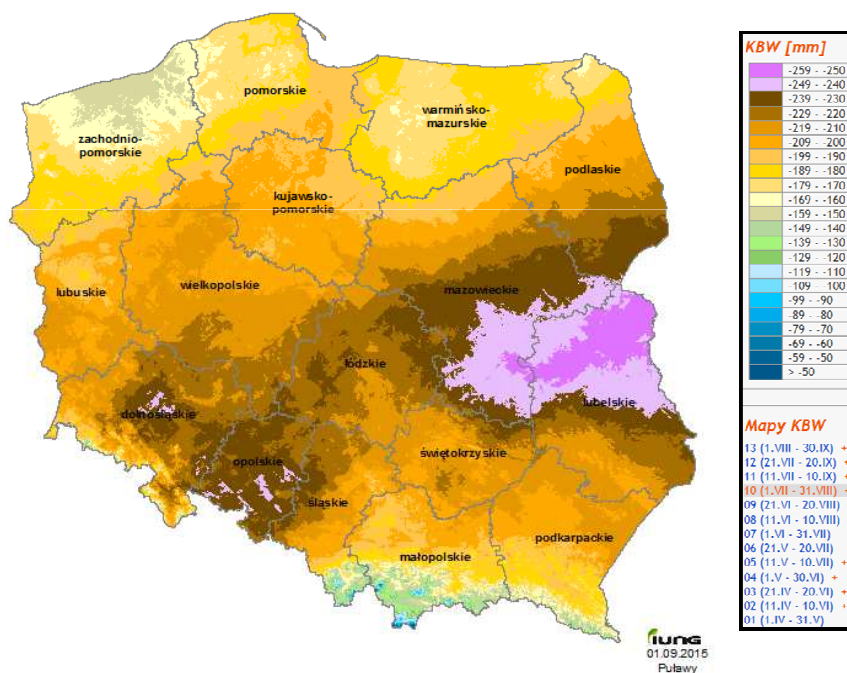 pomorskie
warmińsko-
mazurskie
zachodnio-
pomorskie
podlaskie
kujawsko-
pomorskie
lubuskie
wielkopolskie
mazowieckie
łódzkie
dolnośląskie
lubelskie
opolskie
świętokrzyskie
śląskie
podkarpackie
małopolskie
iung
01.09.2015
Puławy
KBW [mm]
-259 - -250
-249 - -240
-239 - -230
-229 - -220
-219 - -210
-209 - -200
-199 - -190
-189 - -180
-179 - -170
-169 - -160
-159 - -150
-149 - -140
-139 - -130
-129 - -120
-119 - -110
-109 - -100
-99 - -90
-89 - -80
-79 - -70
-69 - -60
-59 - -50
> -50
Mapy KBW
13 (1.VIII - 30.IX) +
12 (21.VII - 20.IX) +
11 (11.VII - 10.IX) +
10 (1.VII - 31.VIII) +
09 (21.VI - 20.VIII)
08 (11.VI - 10.VIII)
07 (1.VI - 31.VII)
06 (21.V - 20.VII)
05 (11.V - 10.VII) +
04 (1.V - 30.VI) +
03 (21.IV - 20.VI) +
02 (11.IV - 10.VI) +
01 (1.IV - 31.V)